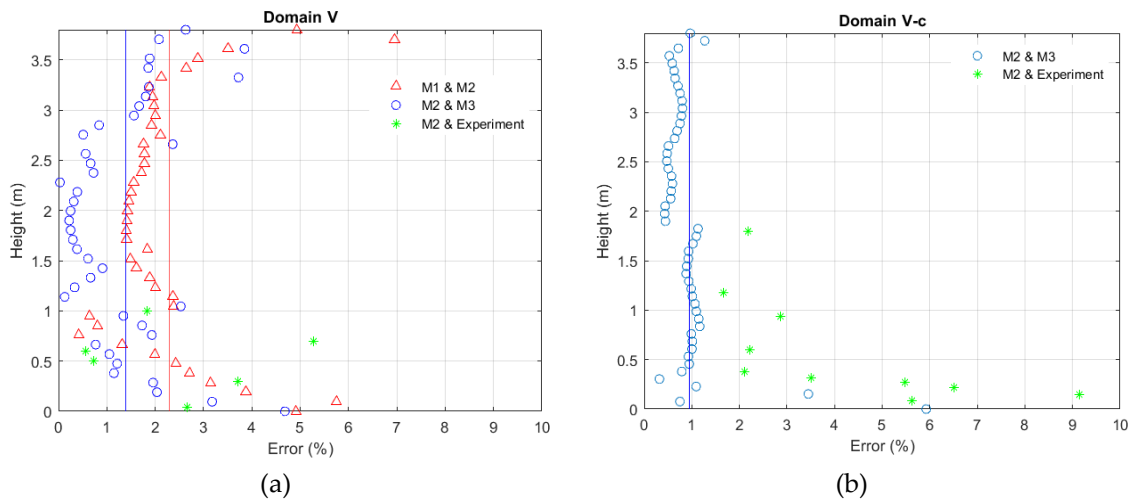 Domain V
Height (m)
3.5
3
2.5
2
1.5
1
0.5
0
0 1 2 3 4 5 6 7 8 9 10
Error (%)
M1 & M2
M2 & M3
M2 & Experiment
(a)
Domain V-c
Height (m)
3.5
3
2.5
2
1.5
1
0.5
0
0 1 2 3 4 5 6 7 8 9 10
Error (%)
M2 & M3
M2 & Experiment
(b)